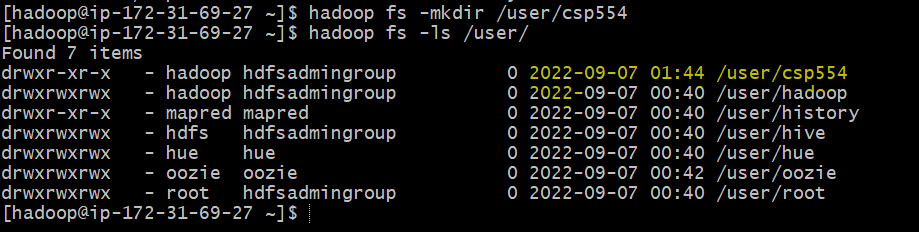 [hadoop@ip-172-31-69-27 ~]$ hadoop fs -mkdir /user/csp554
[hadoop@ip-172-31-69-27 ~]$ hadoop fs -ls /user/
Found 7 items
drwxr-xr-x   - hadoop hdfsadmingroup          0 2022-09-07 01:44 /user/csp554
drwxrwxrwx   - hadoop hdfsadmingroup          0 2022-09-07 00:40 /user/hadoop
drwxr-xr-x   - mapred mapred                  0 2022-09-07 00:40 /user/history
drwxrwxrwx   - hdfs   hdfsadmingroup          0 2022-09-07 00:40 /user/hive
drwxrwxrwx   - hue    hue                     0 2022-09-07 00:40 /user/hue
drwxrwxrwx   - oozie  oozie                   0 2022-09-07 00:42 /user/oozie
drwxrwxrwx   - root   hdfsadmingroup          0 2022-09-07 00:40 /user/root
[hadoop@ip-172-31-69-27 ~]$